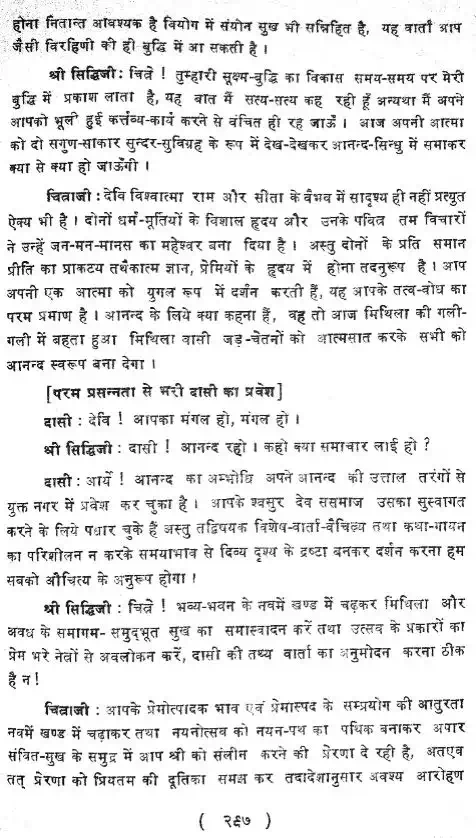 होना नितान्त आवश्यक है वियोग में संयोग सुख भी सन्निहित है, यह वार्ता आप
जैसी विरहिणी की ही बुद्धि में आ सकती है ।
श्री सिद्धिजी : चित्रे ! तुम्हारी सूक्ष्म-बुद्धि का विकास समय-समय पर मेरी
बुद्धि में प्रकाश लाता है, यह बात मैं सत्य-सत्य कह रही हूँ अन्यथा मैं अपने
आपको भूली हुई कर्त्तव्य-कार्य करने से वंचित ही रह जाऊँ । आज अपनी आत्मा
को दो सगुण-साकार सुन्दर-सुविग्रह के रूप में देख-देखकर आनन्द-सिन्धु में समाकर
क्या से क्या हो जाऊँगी ।
चित्राजी : देवि विश्वात्मा राम और सीता के वैभव में सादृश्य ही नहीं प्रत्युत
ऐक्य भी है । दोनों धर्म-मूर्तियों के विशाल हृदय और उनके पवित्र तम विचारों
ने उन्हें जन-मन-मानस का महेश्वर बना दिया है । अस्तु दोनों के प्रति समान
प्रीति का प्राकट्य तथैकात्म ज्ञान, प्रेमियों के हृदय में होना तदनुरूप है । आप
अपनी एक आत्मा को युगल रूप में दर्शन करती हैं, यह आपके तत्व-बोध का
परम प्रमाण है । आनन्द के लिये क्या कहना हैं, वह तो आज मिथिला की गली-
गली में बहता हुआ मिथिला वासी जड़-चेतनों को आत्मसात करके सभी को
आनन्द स्वरूप बना देगा ।
[परम प्रसन्नता से भरी दासी का प्रवेश]
दासी : देवि ! आपका मंगल हो, मंगल हो ।
श्री सिद्धिजी : दासी ! आनन्द रहो । कहो क्या समाचार लाई हो ?
दासी : आर्ये ! आनन्द का अम्भोधि अपने आनन्द की उत्ताल तरंगों से
युक्त नगर में प्रवेश कर चुका है । आपके श्वसुर देव ससमाज उसका सुस्वागत
करने के लिये पधार चुके हैं अस्तु तद्विषयक विशेष-वार्ता-वैचित्र्य तथा कथा-गायन
का परिशीलन न करके समयाभाव से दिव्य दृश्य के द्रष्टा बनकर दर्शन करना हम
सबको औचित्य के अनुरूप होगा ।
श्री सिद्धिजी : चित्रे ! भव्य-भवन के नवमें खण्ड में चढ़कर मिथिला और
अवध के समागम- समुद्भूत सुख का समास्वादन करें तथा उत्सव के प्रकारों का
प्रेम भरे नेत्रों से अवलोकन करें, दासी की तथ्य वार्ता का अनुमोदन करना ठीक
है न !
चित्राजी : आपके प्रेमोत्पादक भाव एवं प्रेमास्पद के सम्प्रयोग की आतुरता
नवमें खण्ड में चढ़ाकर तथा नयनोत्सव को नयन-पथ का पथिक बनाकर अपार
संचित-सुख के समुद्र में आप श्री को संलीन करने की प्रेरणा दे रही है, अतएव
तत् प्रेरणा को प्रियतम की दूतिका समझ कर तदादेशानुसार अवश्य आरोहण
( २९७ )